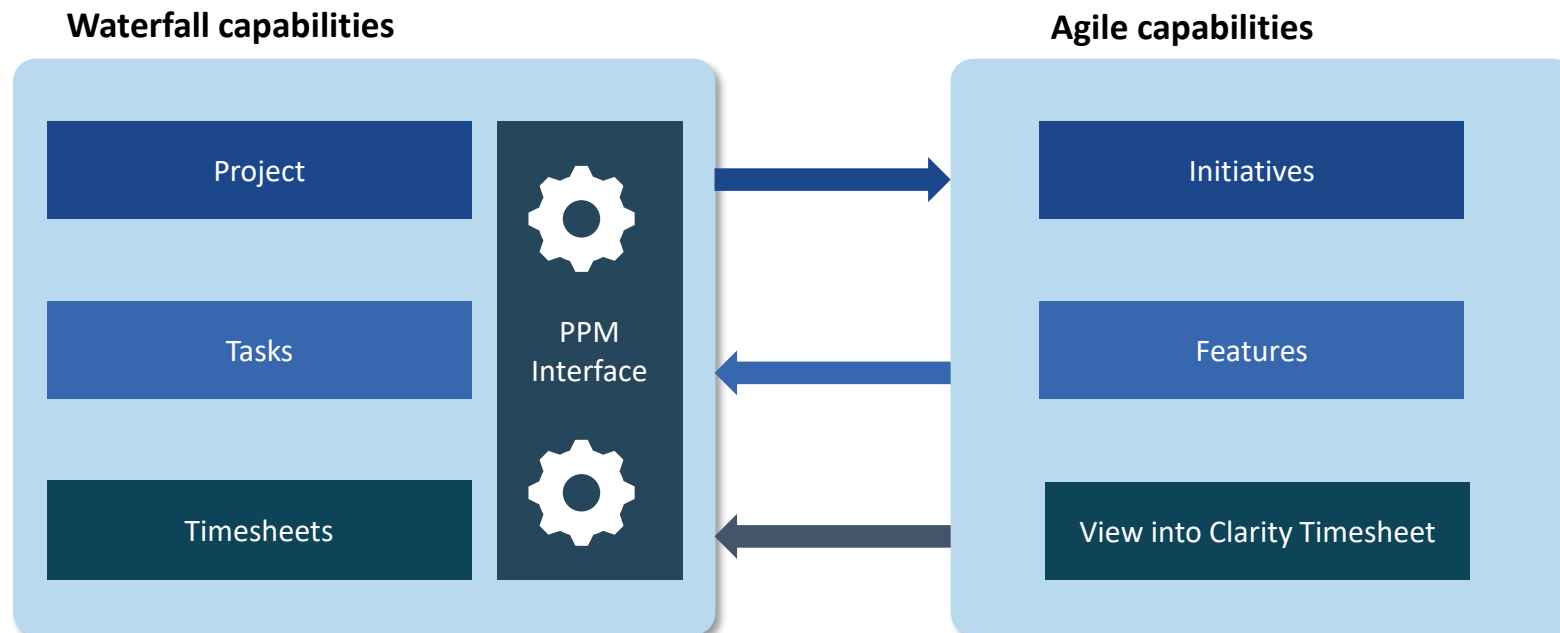 Waterfall capabilities
Agile capabilities
Project
Initiatives
Tasks
PPM
Interface
Features
Timesheets
View into Clarity Timesheet